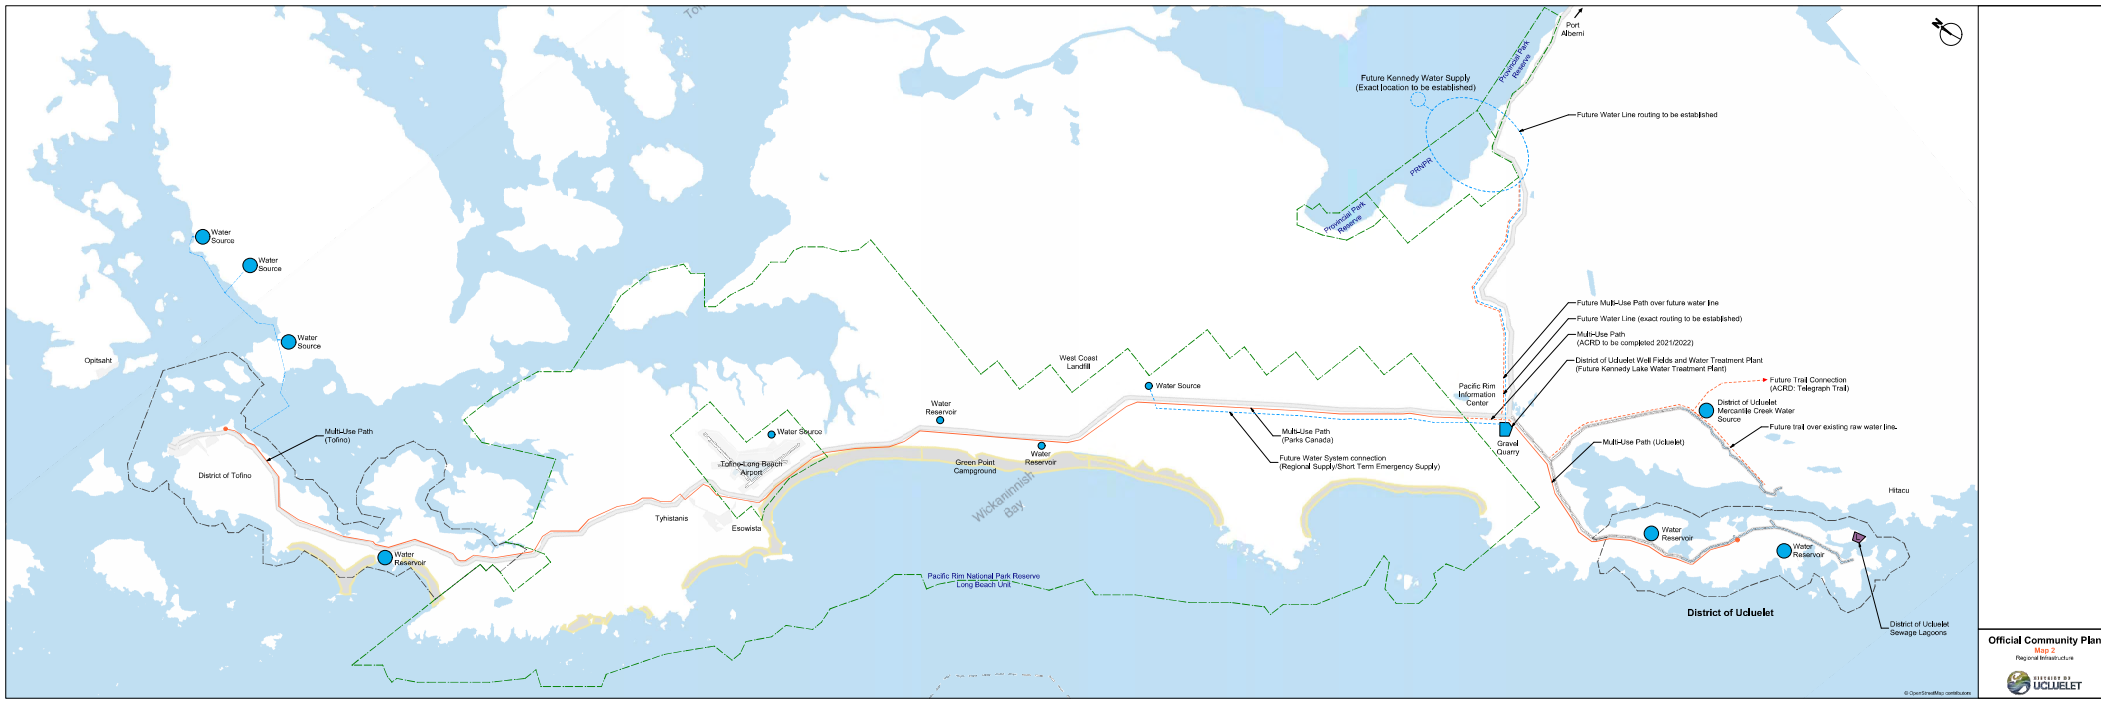 Port
Alberni
N
Future Kennedy Water Supply
(Exact location to be established)
Provincial Park
Reserve
Future Water Line routing to be established
PRNPR
Provincial Park
Reserve
Water
Source
Water
Source
Water
Source
Opitsaht
Multi-Use Path
(Tofino)
District of Tofino
Water
Reservoir
Tyhistanis
Esowista
Tofino-Long Beach
Airport
Water Source
Water
Reservoir
Green Point
Campground
Water
Reservoir
Wickaninnish
Bay
West Coast
Landfill
Water Source
Multi-Use Path
(Parks Canada)
Future Water System connection
(Regional Supply/Short Term Emergency Supply)
Pacific Rim National Park Reserve
Long Beach Unit
Future Multi-Use Path over future water line
Future Water Line (exact routing to be established)
Multi-Use Path
(ACRD to be completed 2021/2022)
District of Ucluelet Well Fields and Water Treatment Plant
(Future Kennedy Lake Water Treatment Plant)
Pacific Rim
Information
Center
Gravel
Quarry
Future Trail Connection
(ACRD: Telegraph Trail)
District of Ucluelet
Mercantile Creek Water
Source
Future trail over existing raw water line.
Multi-Use Path (Ucluelet)
Hitacu
Water
Reservoir
Water
Reservoir
District of Ucluelet
District of Ucluelet
Sewage Lagoons
© OpenStreetMap contributors
Official Community Plan
Map 2
Regional Infrastructure
DISTRICT OF
UCLUELET